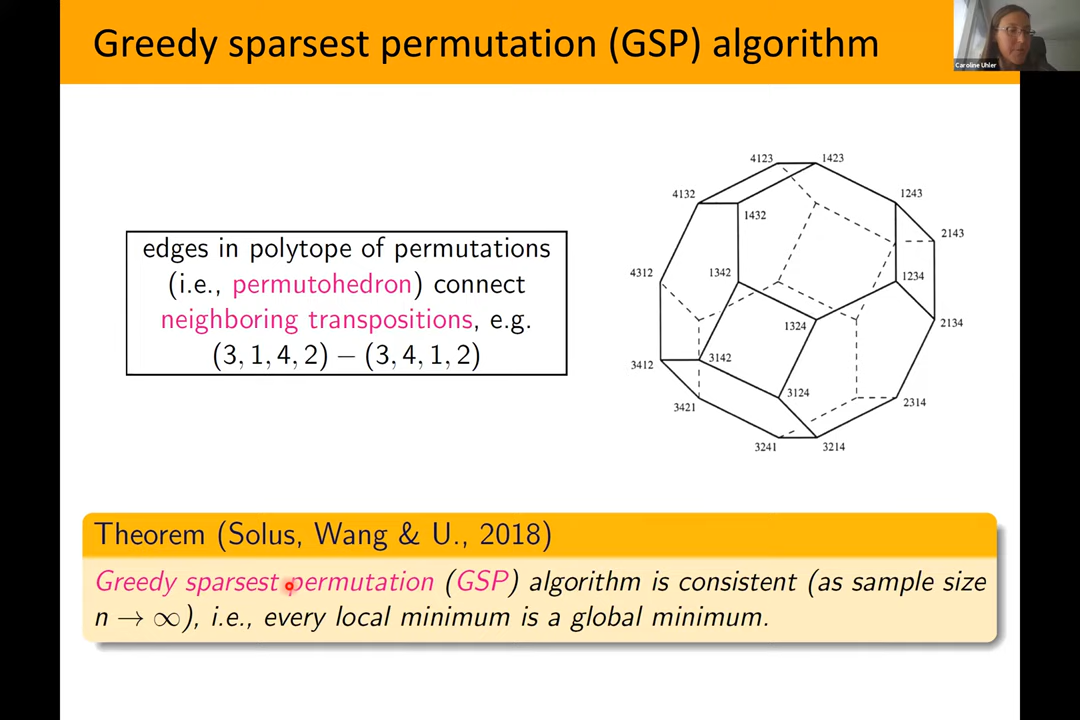 Greedy sparsest permutation (GSP) algorithm
Caroline Uhler
edges in polytope of permutations
(i.e., permutohedron) connect
neighboring transpositions, e.g.
(3, 1, 4, 2) − (3, 4, 1, 2)
4123
1423
4132
1243
1432
2143
4312
1342
1234
1324
2134
3412
3142
3124
3421
2314
3241
3214
Theorem (Solus, Wang & U., 2018)
Greedy sparsest permutation (GSP) algorithm is consistent (as sample size
n → ∞), i.e., every local minimum is a global minimum.